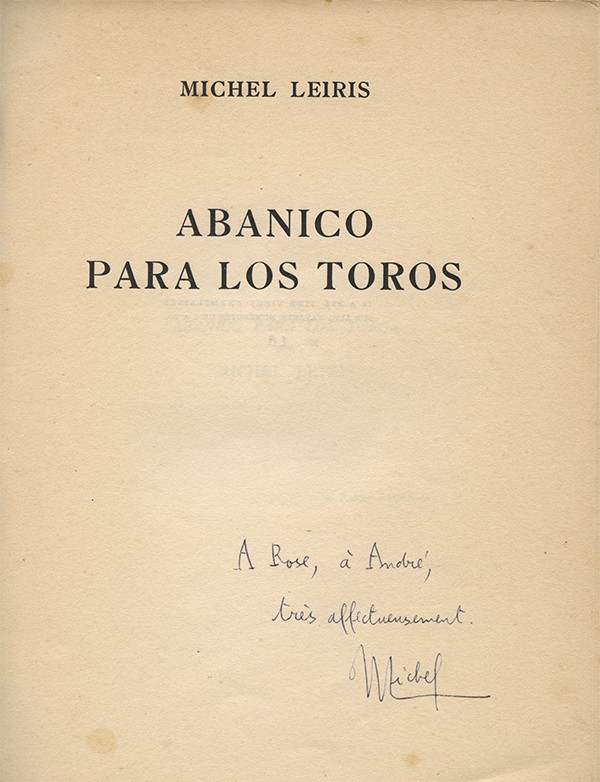 MICHEL LEIRIS
ABANICO
PARA LOS TOROS
A Rose, à André,
très affectueusement.
Michel